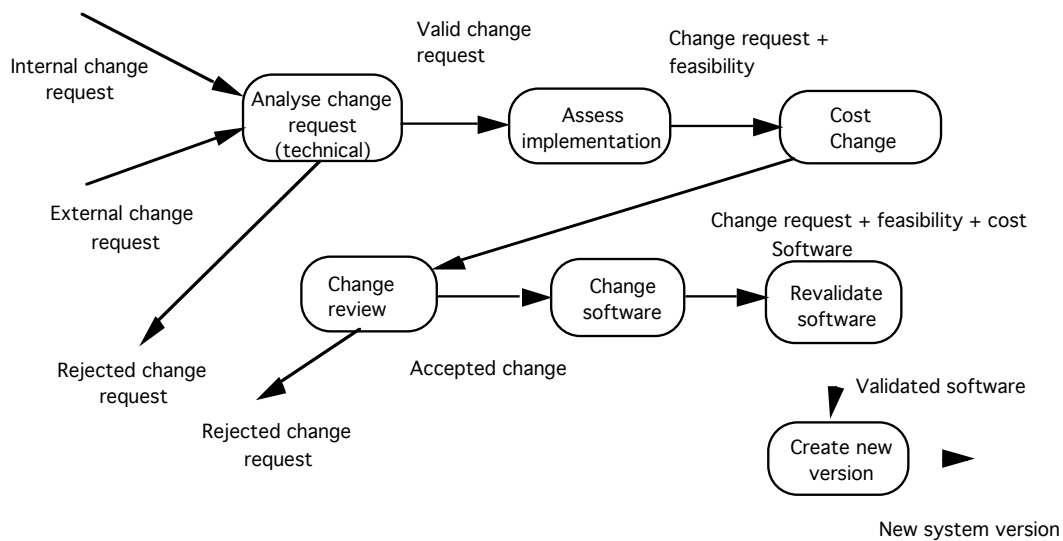 Valid change
request
Change request +
feasibility
Internal change
request
Analyse change
request
(technical)
Assess
implementation
Cost
Change
External change
request
Change request + feasibility + cost
Software
Change
review
Change
software
Revalidate
software
Rejected change
request
Accepted change
Validated software
Rejected change
request
Create new
version
New system version